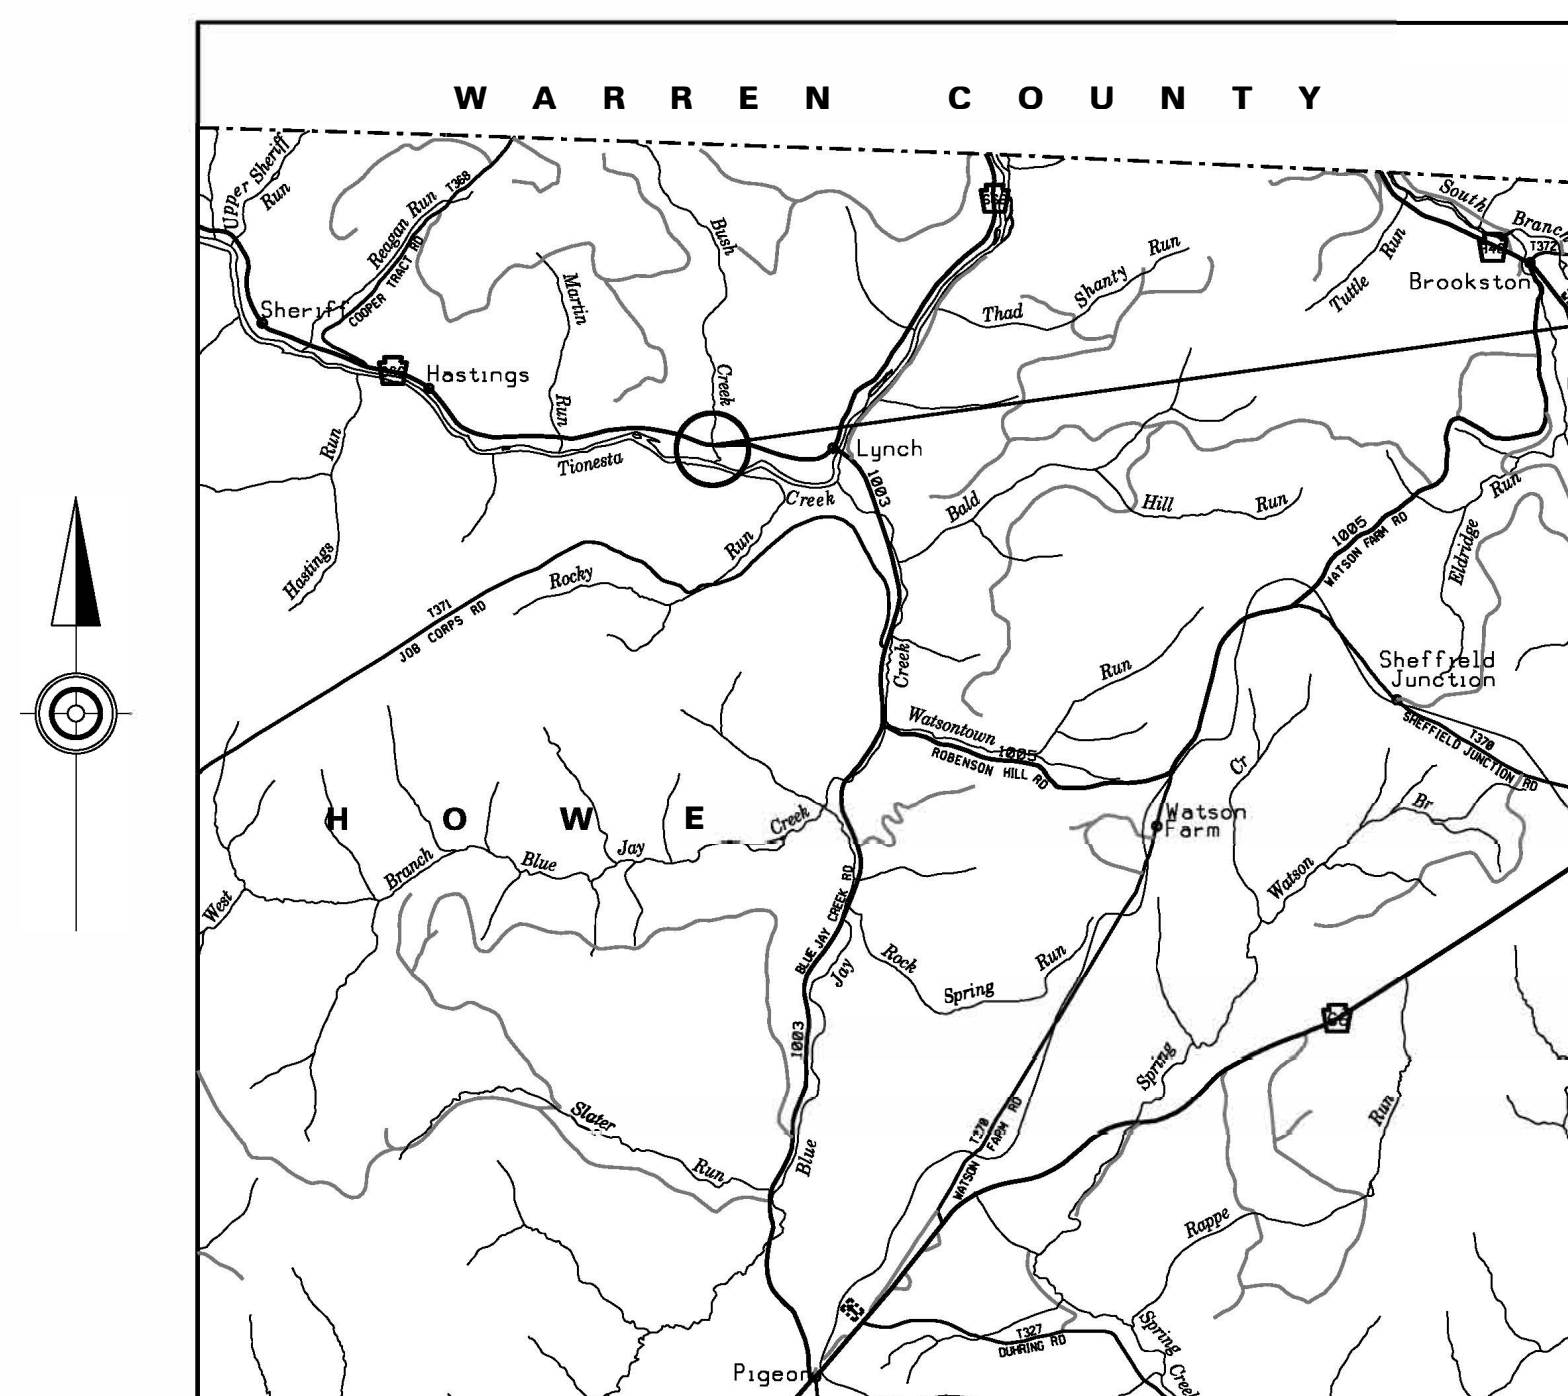 WARREN COUNTY
Upper Sheriff
Run
Reagan Run
T368
COOPER TRACT RD
Bush
Creek
Martin
Run
Sheriff
Hastings
Tionesta
Creek
Lynch
666
Thad
Shanty
Run
South
Branch
T372
Brookston
Tuttle
Run
Run
Hastings
1003
Bald
Hill
Run
1005
WATSON FARM RD
Run
Eldridge
Rocky
Run
T371
JOB CORPS RD
Creek
Run
Watsontown
1005
ROBENSON HILL RD
Sheffield
Junction
T370
SHEFFIELD JUNCTION RD
HOWE
West
Branch
Blue
Jay
Creek
Cr
Br
Watson
Farm
Watson
BLUE JAY CREEK RD
Jay
Rock
Spring
Run
1003
66
Spring
Run
Slater
Run
Blue
T370
WATSON FARM RD
Rappe
T327
DUHRING RD
Spring
Creek
Pigeon